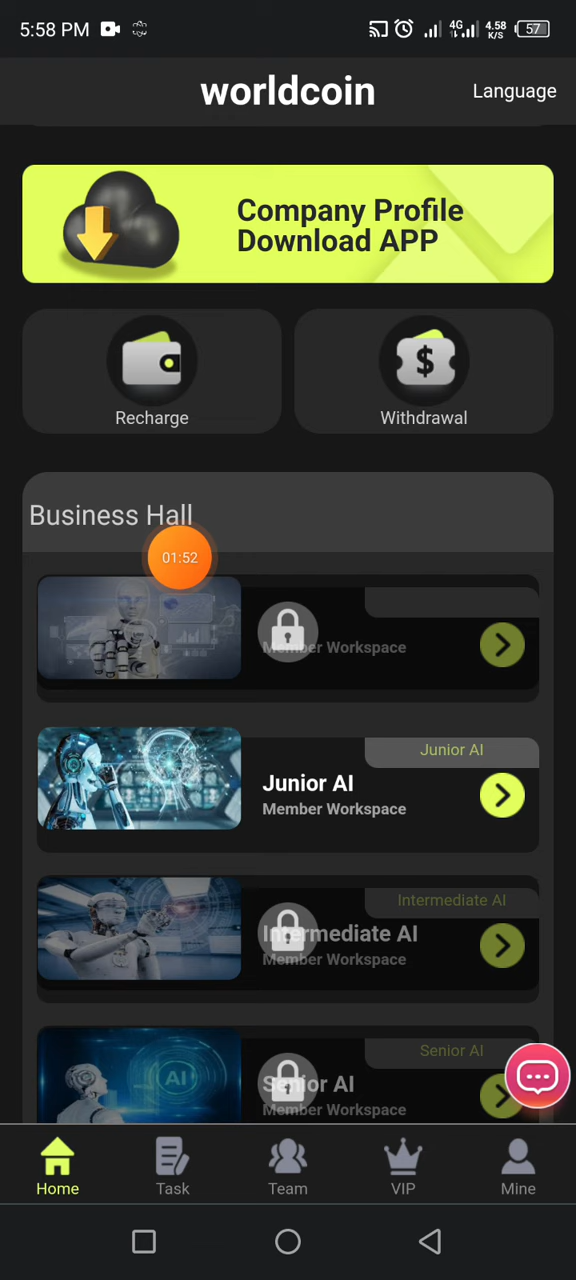 5:58 PM
4G
4.58
K/S
57
worldcoin
Language
Company Profile
Download APP
$
Recharge
Withdrawal
Business Hall
01:52
Member Workspace
Junior AI
Junior AI
Member Workspace
Intermediate AI
Intermediate AI
Member Workspace
Senior AI
AI
Senior AI
Member Workspace
Home
Task
Team
VIP
Mine